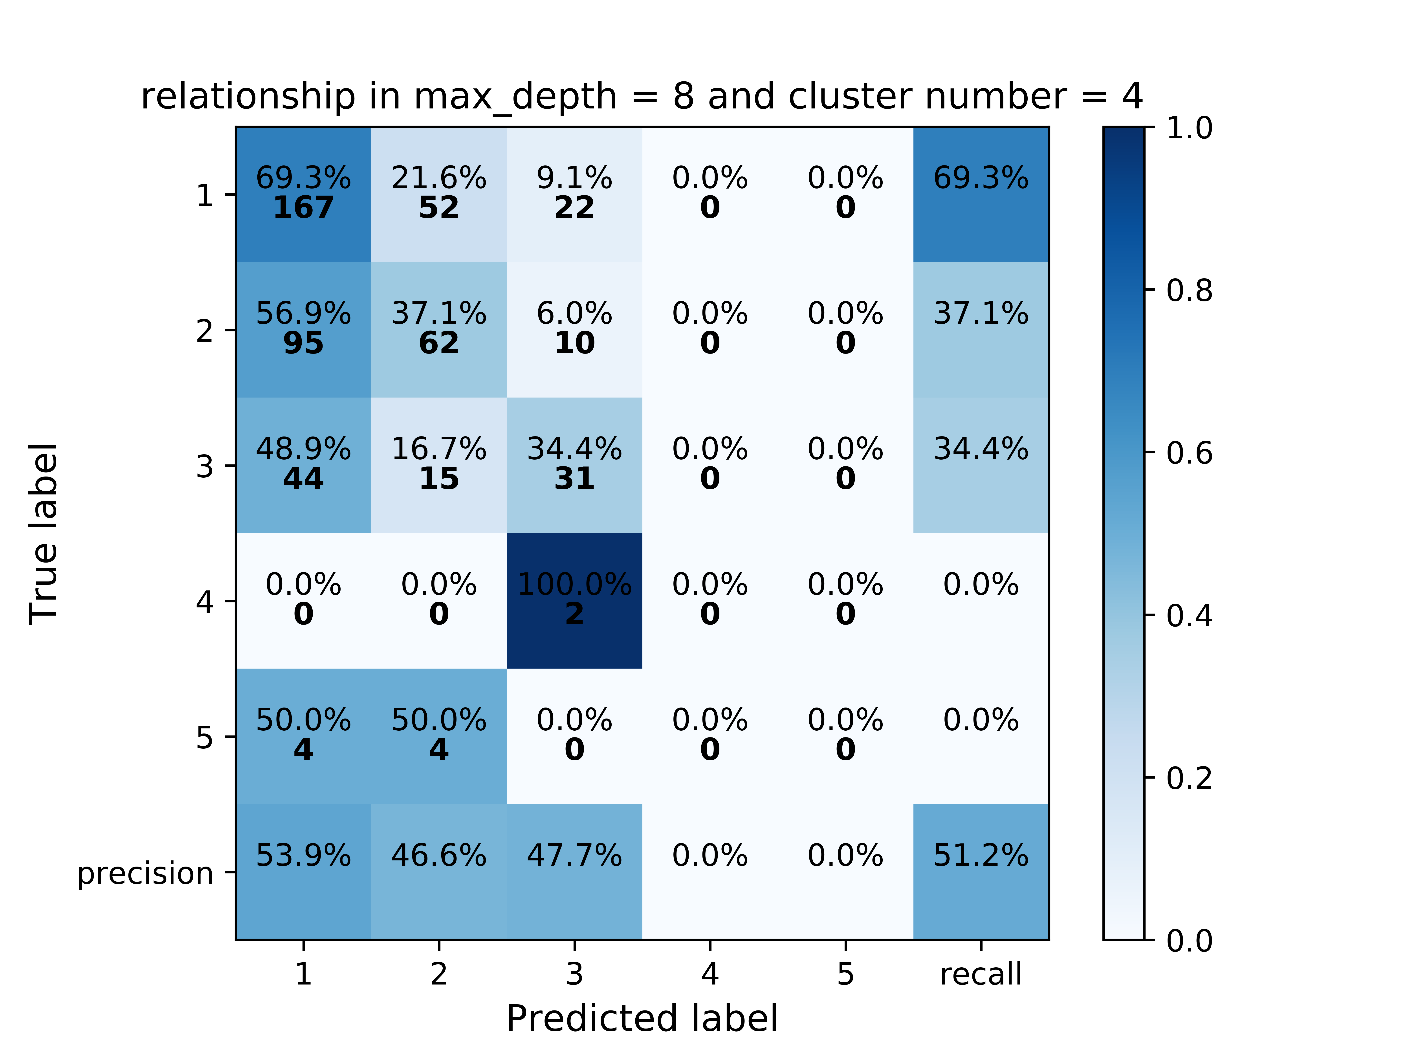 relationship in max_depth = 8 and cluster number = 4
69.3% 21.6% 9.1% 0.0% 0.0% 69.3%
1 167 52 22 0 0
56.9% 37.1% 6.0% 0.0% 0.0% 37.1%
2 95 62 10 0 0
48.9% 16.7% 34.4% 0.0% 0.0% 34.4%
3 44 15 31 0 0
0.0% 0.0% 100.0% 0.0% 0.0% 0.0%
4 0 0 2 0 0
50.0% 50.0% 0.0% 0.0% 0.0% 0.0%
5 4 4 0 0 0
precision 53.9% 46.6% 47.7% 0.0% 0.0% 51.2%
1 2 3 4 5 recall
Predicted label
True label
1.0
0.8
0.6
0.4
0.2
0.0